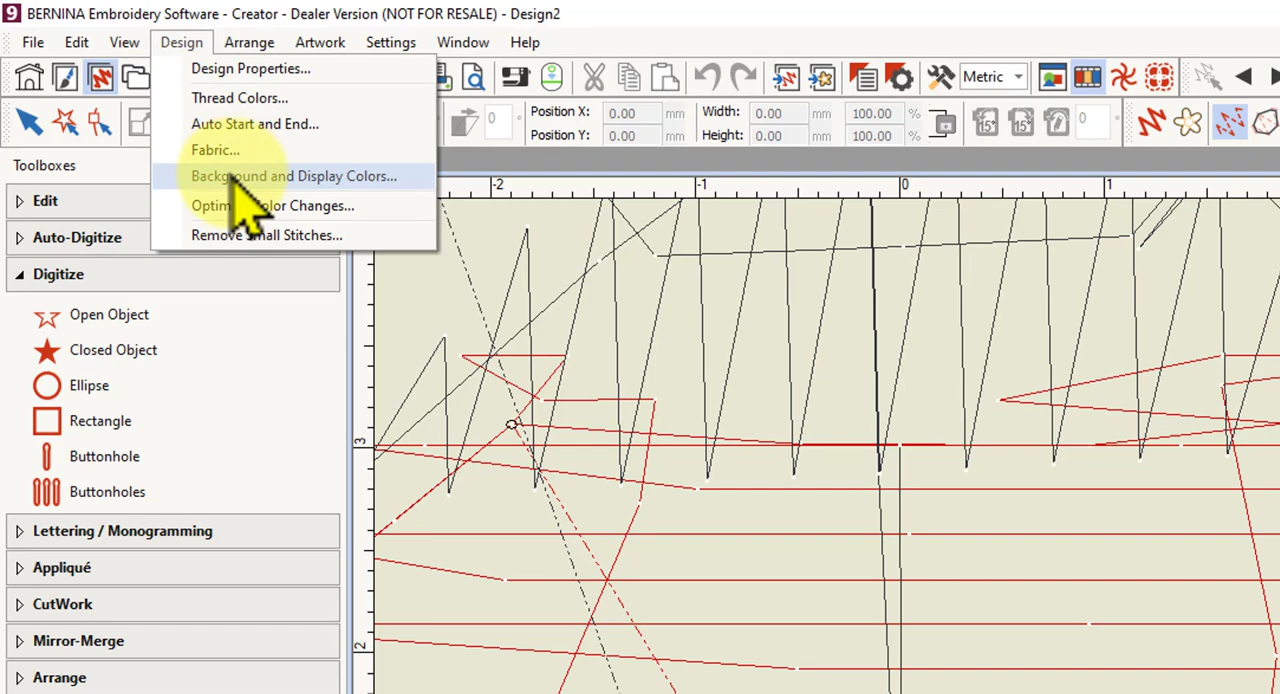 9 BERNINA Embroidery Software - Creator - Dealer Version (NOT FOR RESALE) - Design2
File Edit View Design Arrange Artwork Settings Window Help
Metric
0 Position X: 0.00 mm Width: 0.00 mm 100.00 % 15° 15° 0
Position Y: 0.00 mm Height: 0.00 mm 100.00 %
Design Properties...
Thread Colors...
Auto Start and End...
Fabric...
Background and Display Colors...
Color Changes...
Remove Small Stitches...
Toolboxes
Edit
Auto-Digitize
Digitize
Open Object
Closed Object
Ellipse
Rectangle
Buttonhole
Buttonholes
Lettering / Monogramming
Appliqué
CutWork
Mirror-Merge
Arrange
-2 -1 0 1
3
2